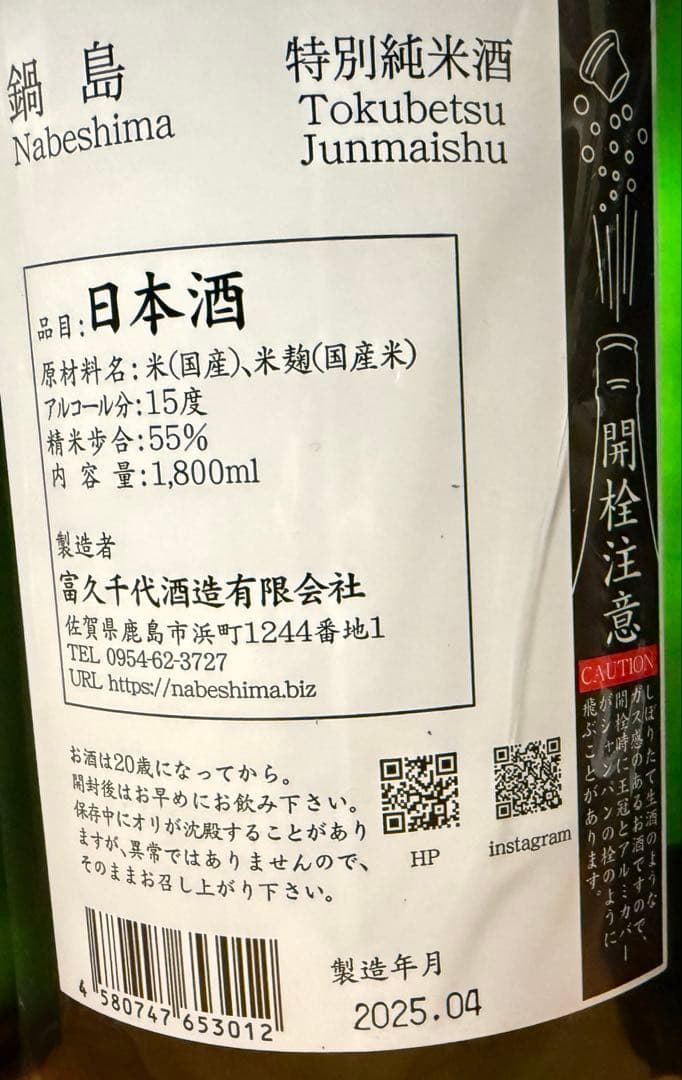 鍋島
Nabeshima
特別純米酒
Tokubetsu
Junmaishu
品目:日本酒
原材料名:米(国産)、米麹(国産米)
アルコール分:15度
精米歩合:55%
内容量:1,800ml
製造者
富久千代酒造有限会社
佐賀県鹿島市浜町1244番地1
TEL 0954-62-3727
URL https://nabeshima.biz
お酒は20歳になってから。
開封後はお早めにお飲み下さい。
保存中にオリが沈殿することがあり
ますが、異常ではありませんので、
そのままお召し上がり下さい。
HP
instagram
4 580747 653012
製造年月
2025.04
開栓注意
CAUTION
しぼりたて生酒のような
ガス感のあるお酒ですので、
開栓時に王冠とアルミカバー
がシャンパンの栓のように
飛ぶことがあります。